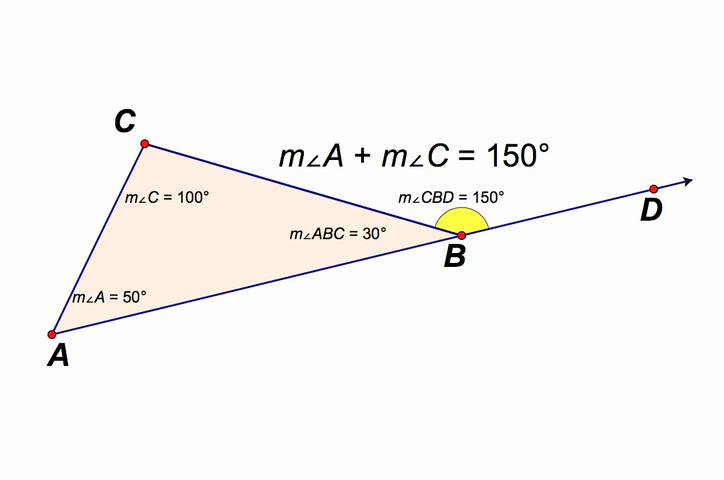 C
m∠A + m∠C = 150°
m∠C = 100°
m∠CBD = 150°
D
m∠ABC = 30°
B
m∠A = 50°
A